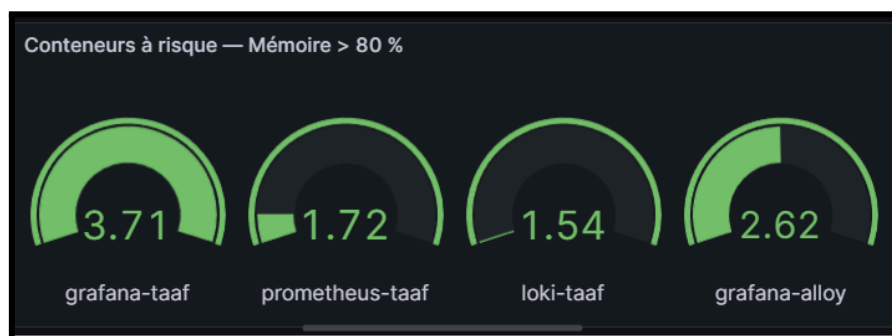 Conteneurs à risque — Mémoire > 80 %
3.71 1.72 1.54 2.62
grafana-taaf prometheus-taaf loki-taaf grafana-alloy